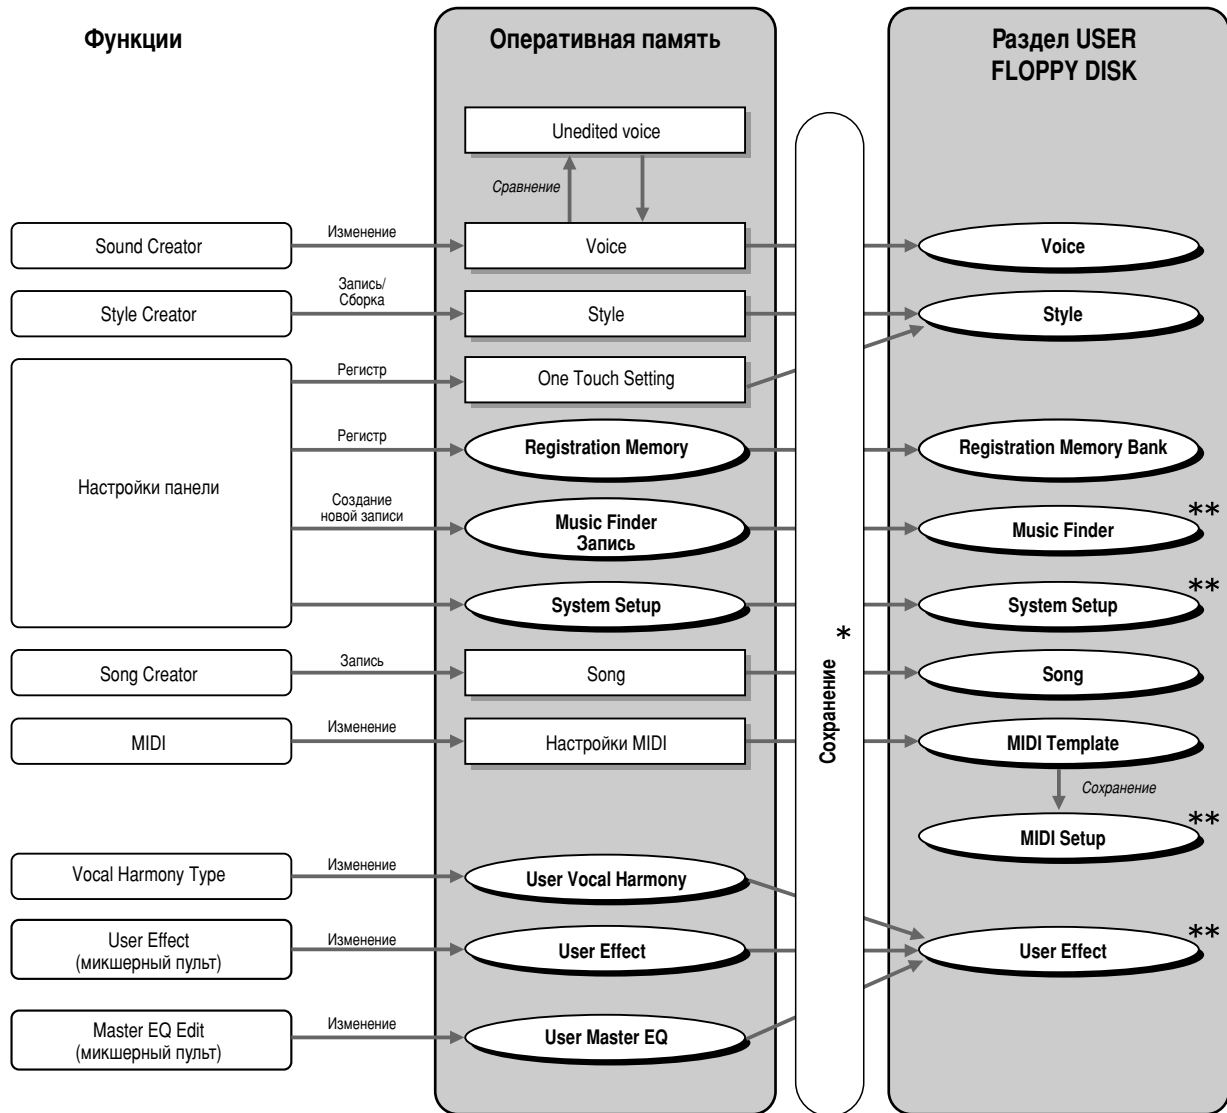 Функции
Оперативная память
Раздел USER
FLOPPY DISK
Unedited voice
Сравнение
Sound Creator
Изменение
Voice
Voice
Style Creator
Запись/
Сборка
Style
Style
Настройки панели
Регистр
One Touch Setting
Регистр
Registration Memory
Registration Memory Bank
Создание
новой записи
Music Finder
Запись
Music Finder
**
System Setup
System Setup
**
Сохранение *
Song Creator
Запись
Song
Song
MIDI
Изменение
Настройки MIDI
MIDI Template
Сохранение
MIDI Setup
**
Vocal Harmony Type
Изменение
User Vocal Harmony
User Effect
(микшерный пульт)
Изменение
User Effect
User Effect
**
Master EQ Edit
(микшерный пульт)
Изменение
User Master EQ